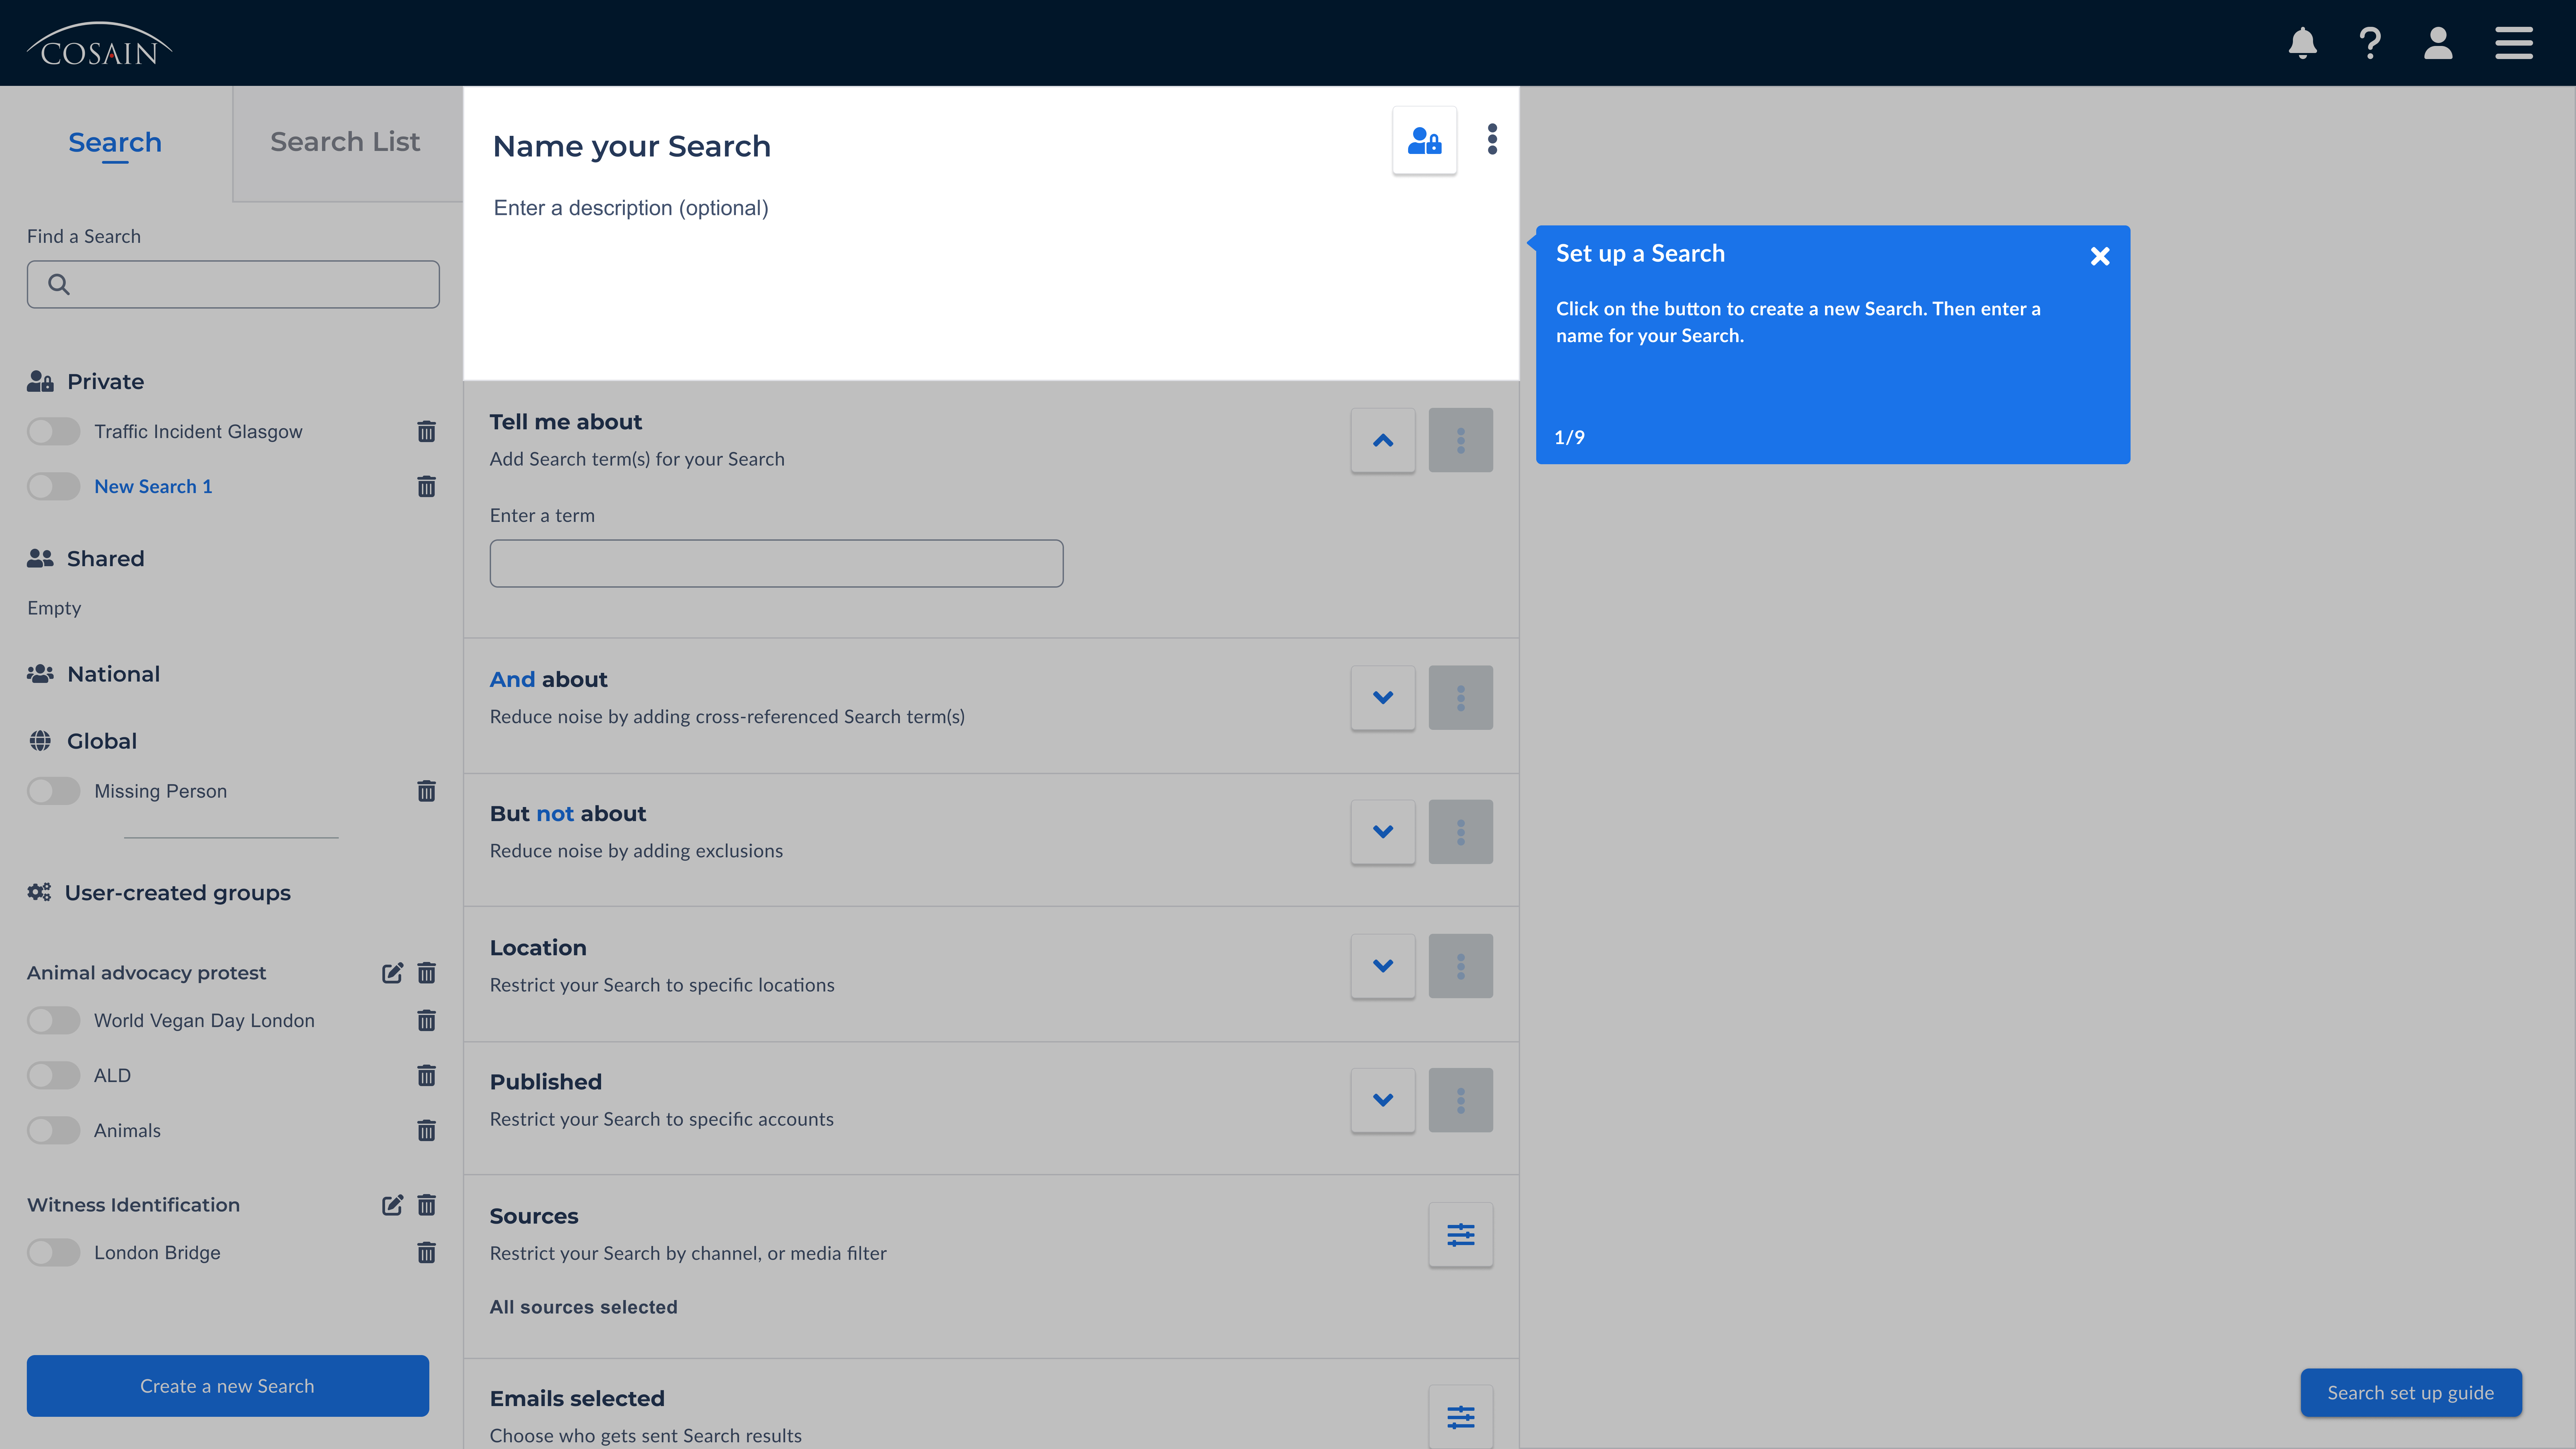 COSAIN
Search
Search List
Find a Search
Private
Traffic Incident Glasgow
New Search 1
Shared
Empty
National
Global
Missing Person
User-created groups
Animal advocacy protest
World Vegan Day London
ALD
Animals
Witness Identification
London Bridge
Create a new Search
Name your Search
Enter a description (optional)
Tell me about
Add Search term(s) for your Search
Enter a term
And about
Reduce noise by adding cross-referenced Search term(s)
But not about
Reduce noise by adding exclusions
Location
Restrict your Search to specific locations
Published
Restrict your Search to specific accounts
Sources
Restrict your Search by channel, or media filter
All sources selected
Emails selected
Choose who gets sent Search results
Set up a Search
Click on the button to create a new Search. Then enter a
name for your Search.
1/9
Search set up guide